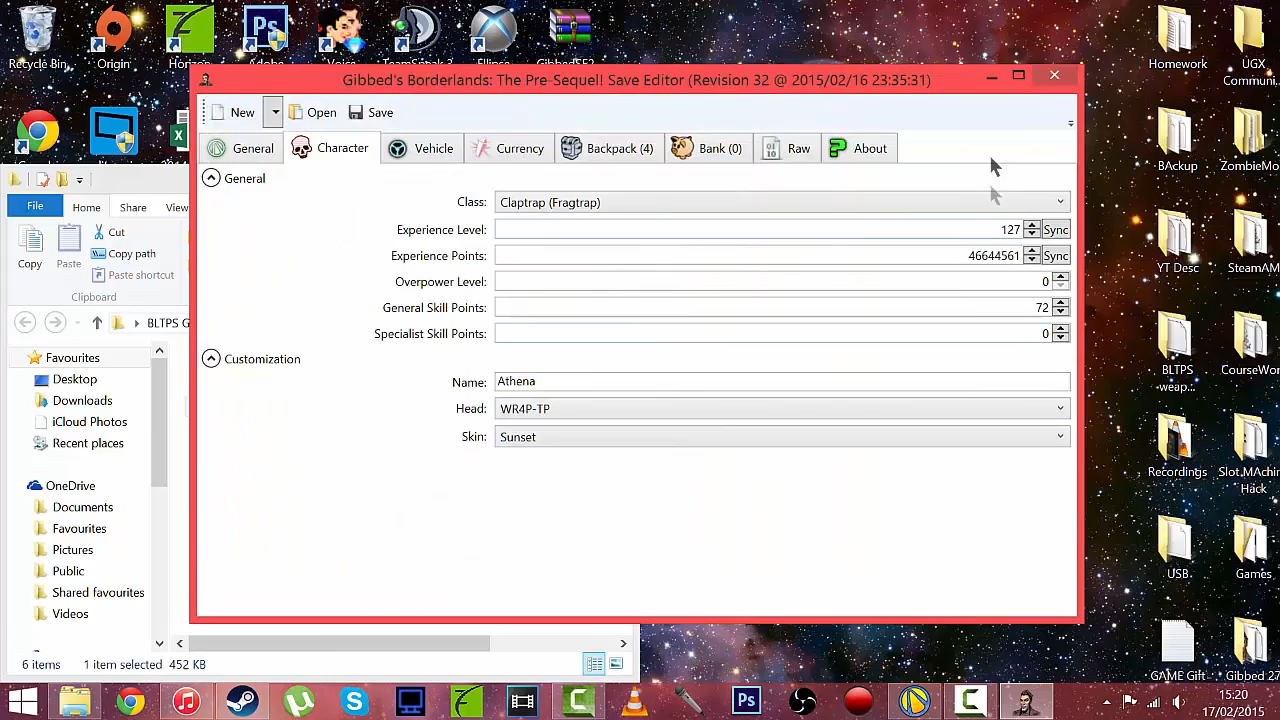 Recycle Bin
Origin
Horizon
Adobe
Voice
TeamSpeak 3
Ellipse
Homework
UGX
Communi...
Gibbed's Borderlands: The Pre-Sequel! Save Editor (Revision 32 @ 2015/02/16 23:35:31)
New
Open
Save
General
Character
Vehicle
Currency
Backpack (4)
Bank (0)
Raw
About
General
Class:
Claptrap (Fragtrap)
Experience Level:
127
Sync
Experience Points:
46644561
Sync
Overpower Level:
0
General Skill Points:
72
Specialist Skill Points:
0
Customization
Name:
Athena
Head:
WR4P-TP
Skin:
Sunset
File
Home
Share
View
Copy
Paste
Cut
Copy path
Paste shortcut
Clipboard
BLTPS G
Favourites
Desktop
Downloads
iCloud Photos
Recent places
OneDrive
Documents
Favourites
Pictures
Public
Shared favourites
Videos
6 items
1 item selected 452 KB
BAckup
ZombieMo
YT Desc
SteamAM
BLTPS
weap...
CourseWor
Recordings
Slot MAchin
Hack
USB
Games
GAME Gift
Gibbed 27
Ps
Ps
15:20
17/02/2015